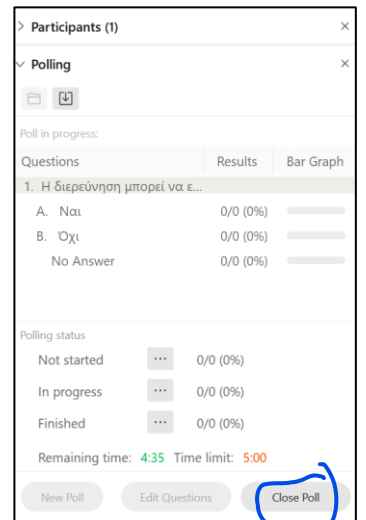 Participants (1)
Polling
Poll in progress:
Questions Results Bar Graph
1. Η διερεύνηση μπορεί να ε...
A. Ναι 0/0 (0%)
B. Όχι 0/0 (0%)
No Answer 0/0 (0%)
Polling status
Not started ... 0/0 (0%)
In progress ... 0/0 (0%)
Finished ... 0/0 (0%)
Remaining time: 4:35 Time limit: 5:00
New Poll Edit Questions Close Poll